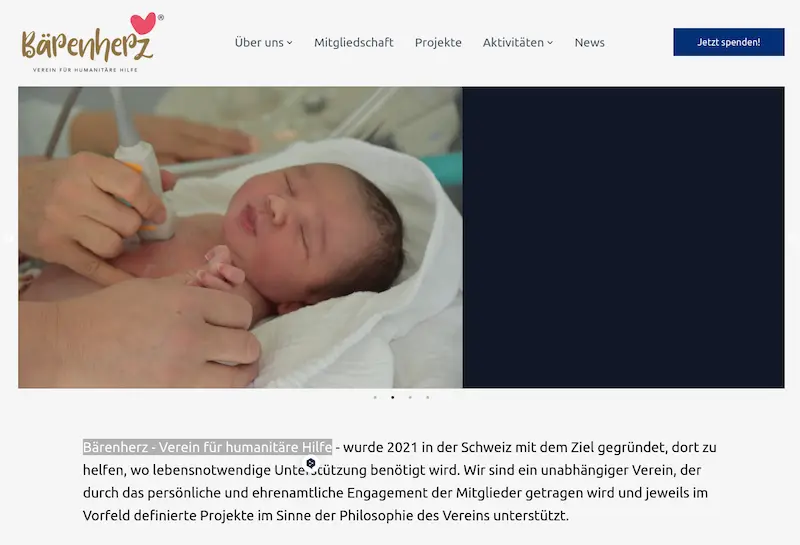 Bärenherz®
VEREIN FÜR HUMANITÄRE HILFE
Über uns
Mitgliedschaft
Projekte
Aktivitäten
News
Jetzt spenden!
Bärenherz - Verein für humanitäre Hilfe - wurde 2021 in der Schweiz mit dem Ziel gegründet, dort zu
helfen, wo lebensnotwendige Unterstützung benötigt wird. Wir sind ein unabhängiger Verein, der
durch das persönliche und ehrenamtliche Engagement der Mitglieder getragen wird und jeweils im
Vorfeld definierte Projekte im Sinne der Philosophie des Vereins unterstützt.